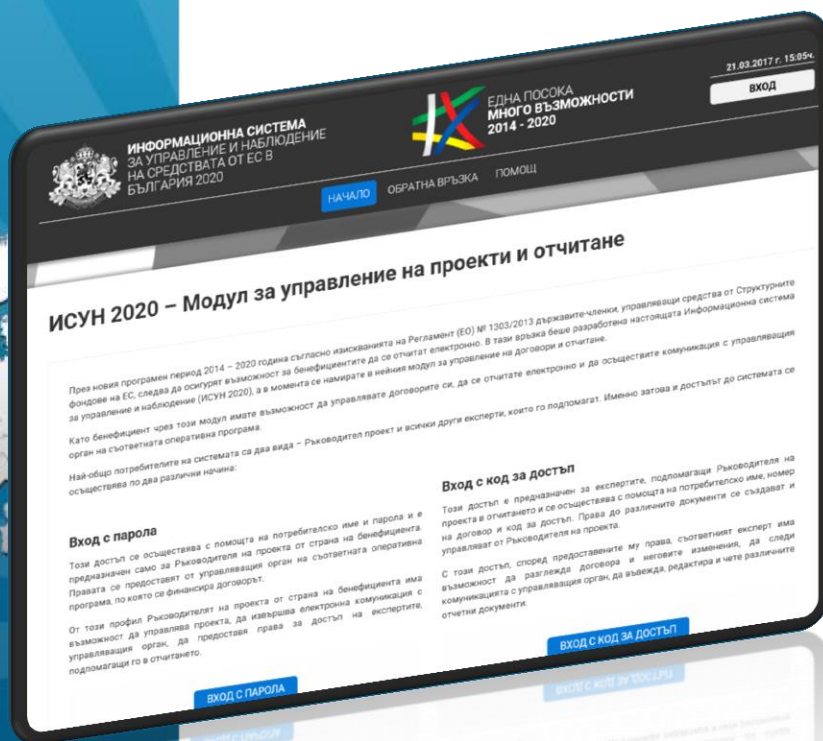 21.03.2017 г. 15:05ч.
ВХОД
ИНФОРМАЦИОННА СИСТЕМА
ЗА УПРАВЛЕНИЕ И НАБЛЮДЕНИЕ
НА СРЕДСТВАТА ОТ ЕС В
БЪЛГАРИЯ 2020
ЕДНА ПОСОКА
МНОГО ВЪЗМОЖНОСТИ
2014 - 2020
НАЧАЛО ОБРАТНА ВРЪЗКА ПОМОЩ
ИСУН 2020 – Модул за управление на проекти и отчитане
През новия програмен период 2014 – 2020 година съгласно изискванията на Регламент (ЕО) № 1303/2013 държавите-членки, управляващи средства от Структурните
фондове на ЕС, следва да осигурят възможност за бенефициентите да се отчитат електронно. В тази връзка беше разработена настоящата Информационна система
за управление и наблюдение (ИСУН 2020), а в момента се намирате в нейния модул за управление на договори и отчитане.
Като бенефициент чрез този модул имате възможност да управлявате договорите си, да се отчитате електронно и да осъществите комуникация с управляващия
орган на съответната оперативна програма.
Най-общо потребителите на системата са два вида – Ръководител проект и всички други експерти, които го подпомагат. Именно затова и достъпът до системата се
осъществява по два различни начина:
Вход с парола
Този достъп се осъществява с помощта на потребителско име и парола и е
предназначен само за Ръководителя на проекта от страна на бенефициента.
Правата се предоставят от управляващия орган на съответната оперативна
програма, по която се финансира договорът.
От този профил Ръководителят на проекта от страна на бенефициента има
възможност да управлява проекта, да извършва електронна комуникация с
управляващия орган, да предоставя права за достъп на експертите,
подпомагащи го в отчитането.
ВХОД С ПАРОЛА
Вход с код за достъп
Този достъп е предназначен за експертите, подпомагащи Ръководителя на
проекта в отчитането и се осъществява с помощта на потребителско име, номер
на договор и код за достъп. Права до различните документи се създават и
управляват от Ръководителя на проекта.
С този достъп, според предоставените му права, съответният експерт има
възможност да разглежда договора и неговите изменения, да следи
комуникацията с управляващия орган, да въвежда, редактира и чете различните
отчетни документи.
ВХОД С КОД ЗА ДОСТЪП